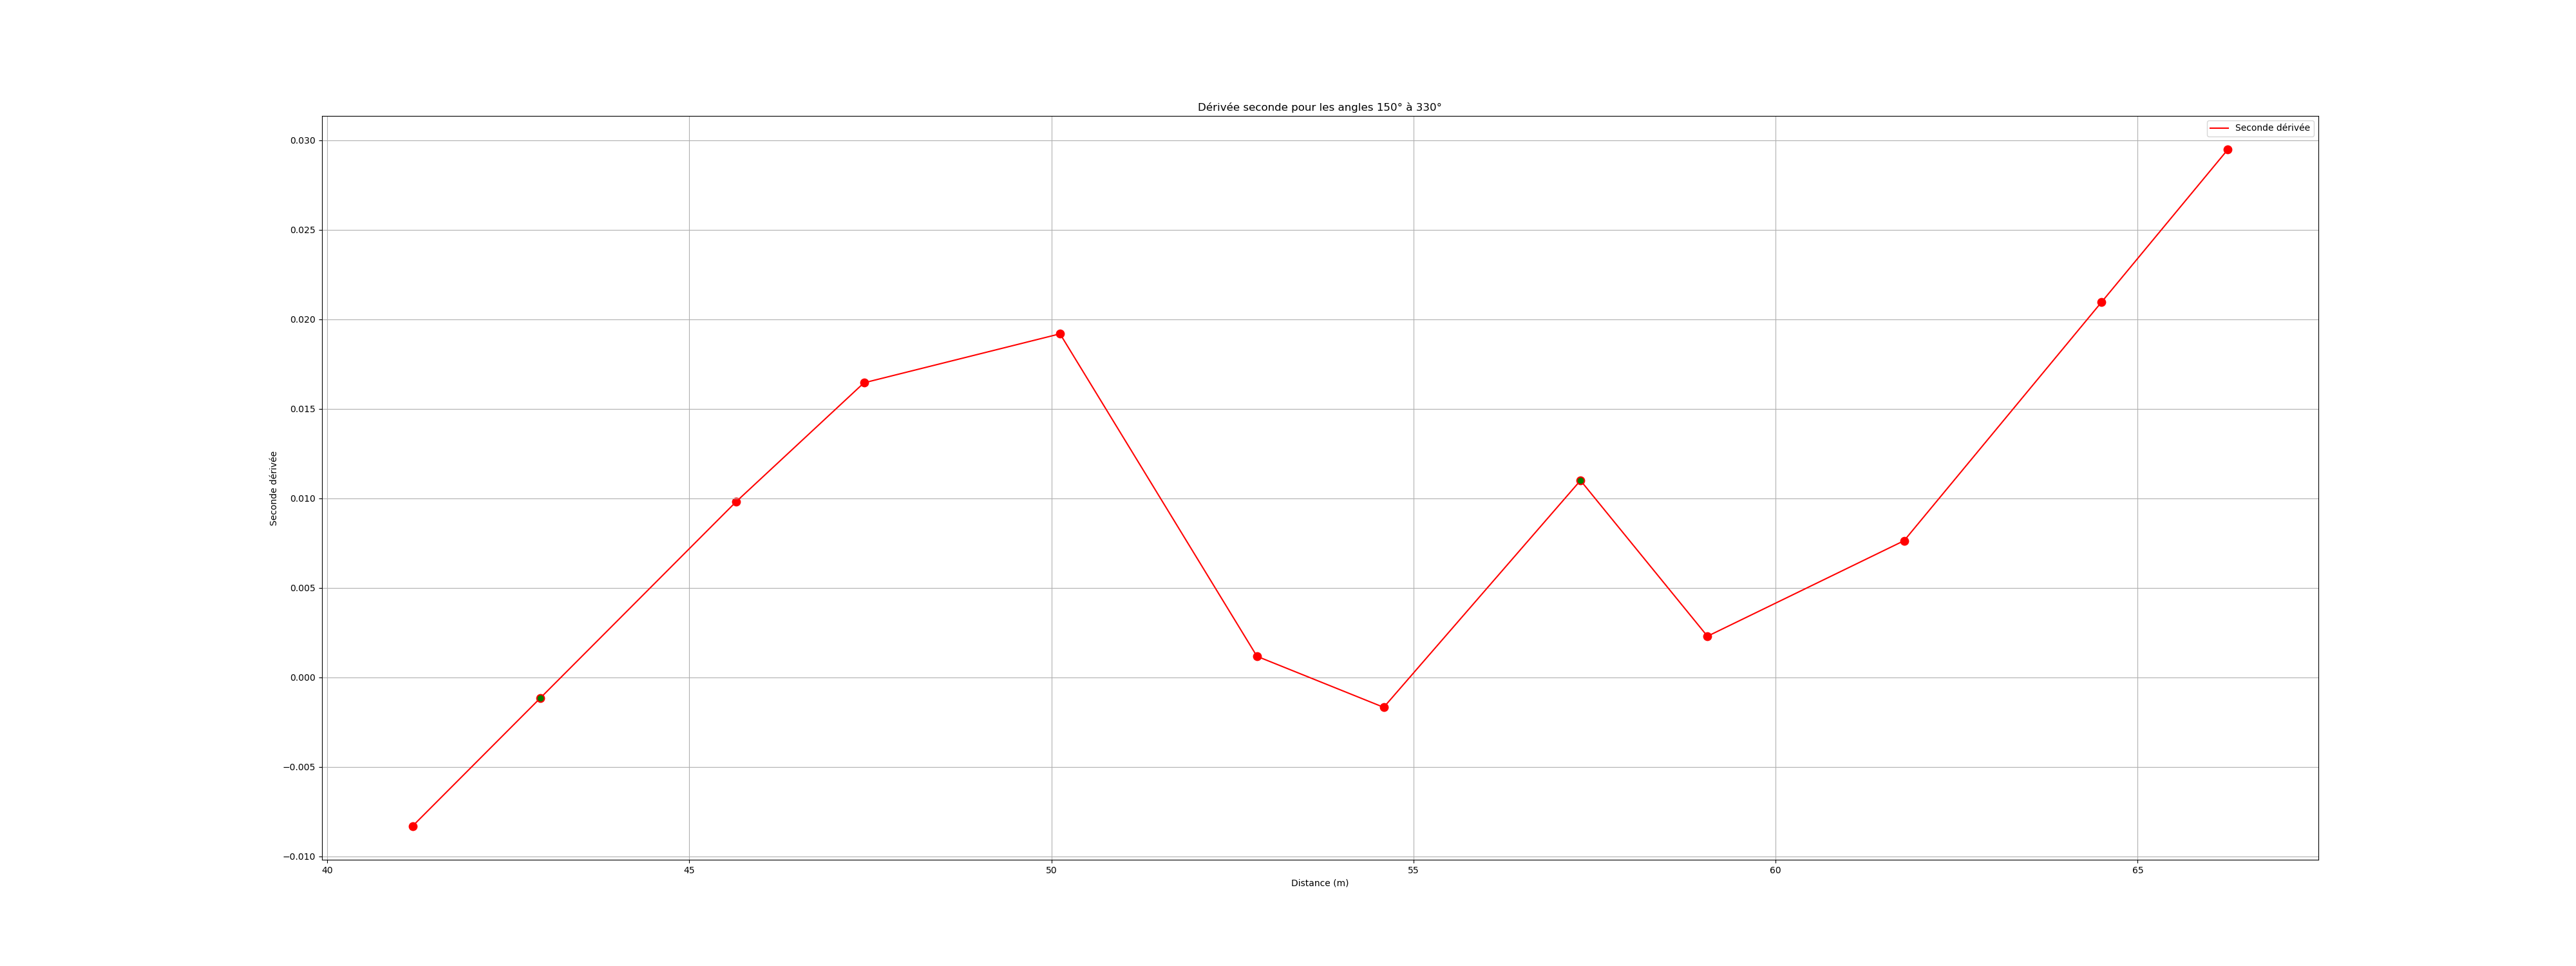 Dérivée seconde pour les angles 150° à 330°
Seconde dérivée
0.030
0.025
0.020
0.015
0.010
0.005
0.000
−0.005
−0.010
Seconde dérivée
40 45 50 55 60 65
Distance (m)